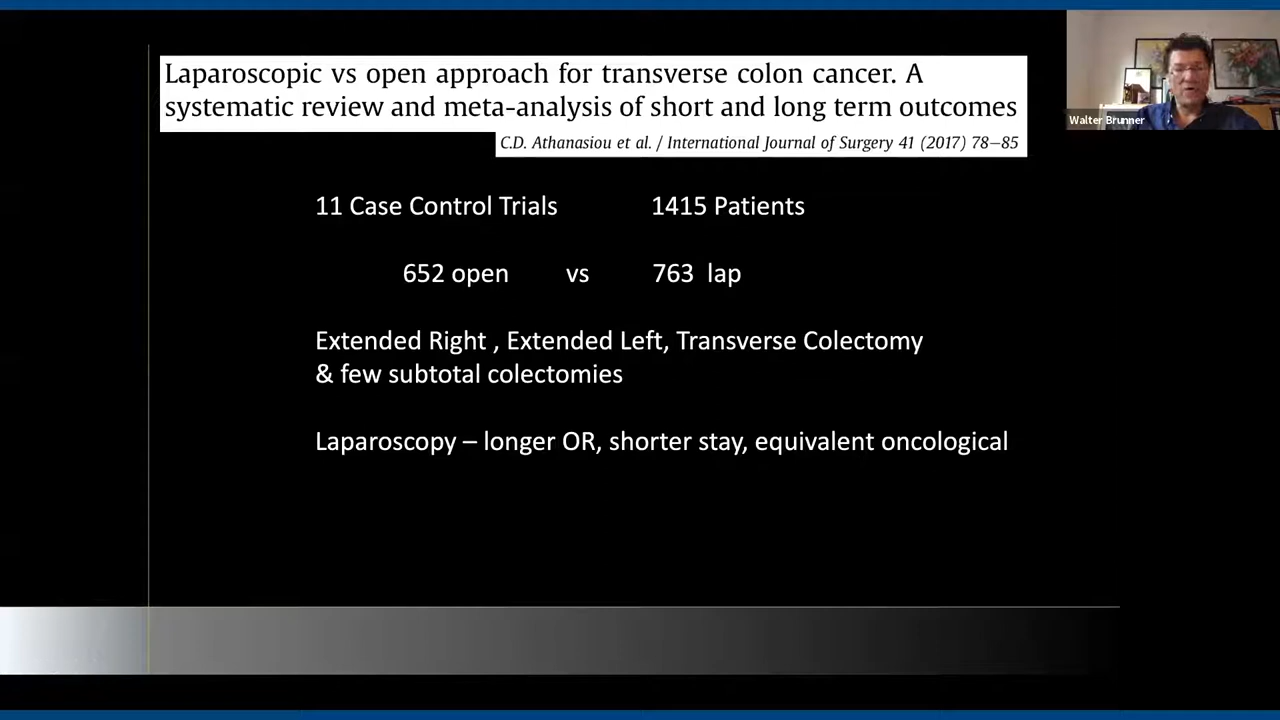 Laparoscopic vs open approach for transverse colon cancer. A
systematic review and meta-analysis of short and long term outcomes
C.D. Athanasiou et al. / International Journal of Surgery 41 (2017) 78–85
Walter Brunner
11 Case Control Trials 1415 Patients
652 open vs 763 lap
Extended Right , Extended Left, Transverse Colectomy
& few subtotal colectomies
Laparoscopy – longer OR, shorter stay, equivalent oncological